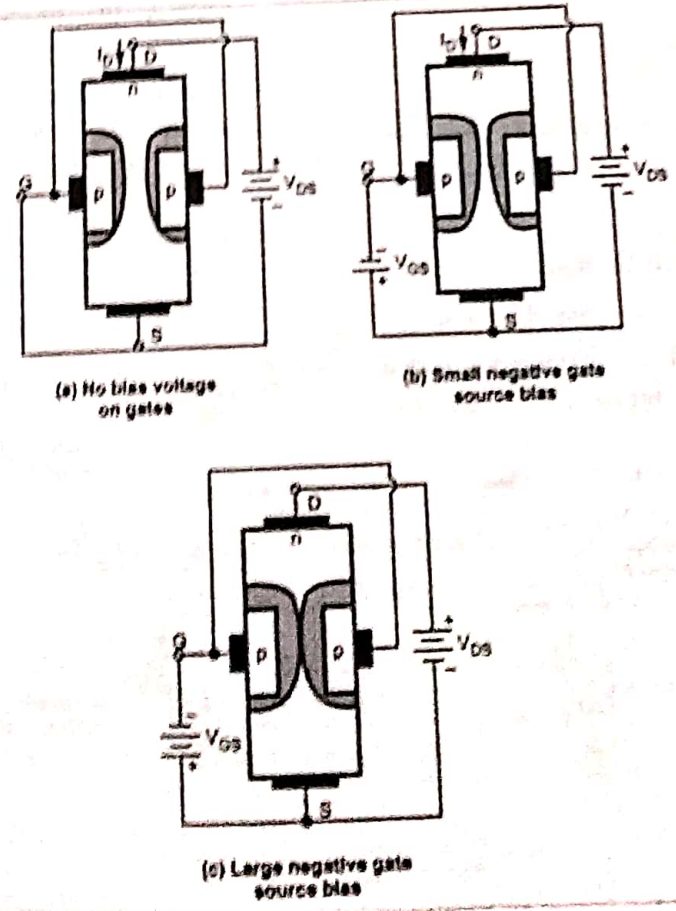 I_D D
n
G
p
p
+
V_DS
-
S
(a) No bias voltage
on gates
I_D D
n
G
p
p
+
V_DS
-
-
V_GS
+
S
(b) Small negative gate
source bias
D
n
G
p
p
+
V_DS
-
-
V_GS
+
S
(c) Large negative gate
source bias